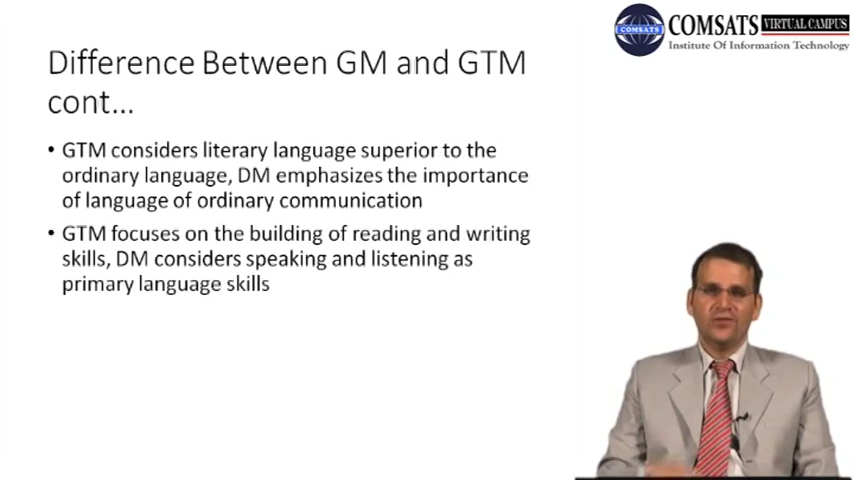 COMSATS VIRTUAL CAMPUS
COMSATS
Institute Of Information Technology
Difference Between GM and GTM
cont...
• GTM considers literary language superior to the
ordinary language, DM emphasizes the importance
of language of ordinary communication
• GTM focuses on the building of reading and writing
skills, DM considers speaking and listening as
primary language skills